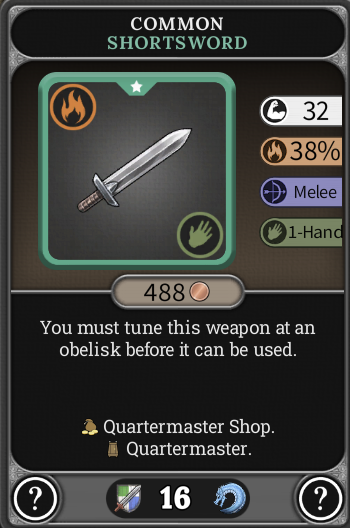 COMMON
SHORTSWORD
32
38%
Melee
1-Hand
488
You must tune this weapon at an
obelisk before it can be used.
Quartermaster Shop.
Quartermaster.
? 16 ?